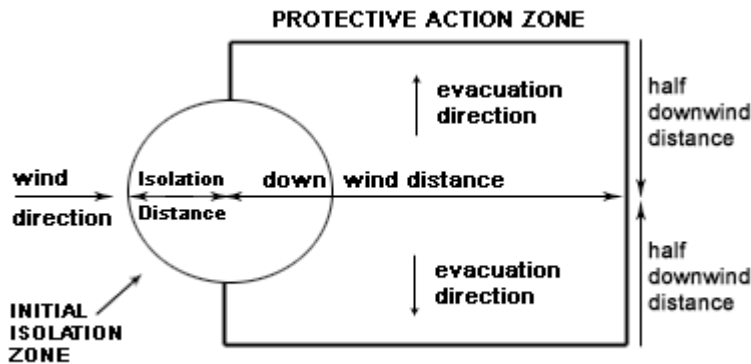 PROTECTIVE ACTION ZONE
evacuation
direction
half
downwind
distance
wind
direction
Isolation
Distance
down wind distance
evacuation
direction
half
downwind
distance
INITIAL
ISOLATION
ZONE